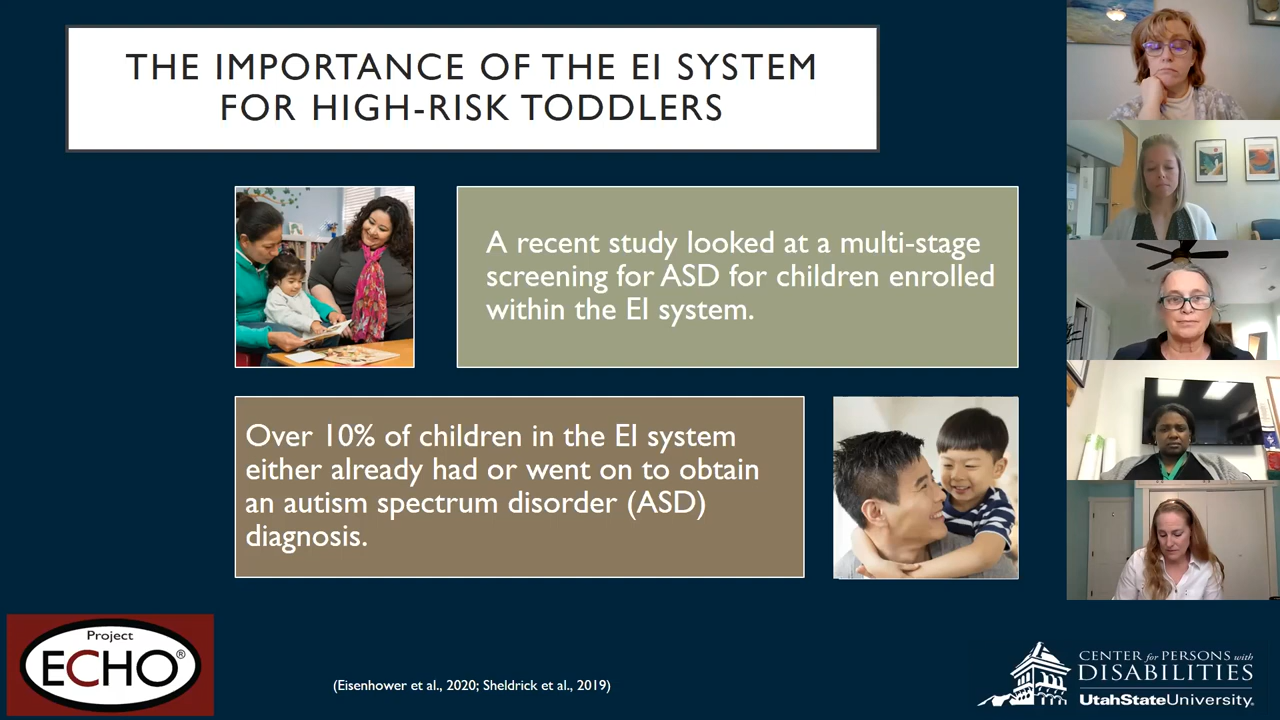 THE IMPORTANCE OF THE EI SYSTEM
FOR HIGH-RISK TODDLERS
A recent study looked at a multi-stage
screening for ASD for children enrolled
within the EI system.
Over 10% of children in the EI system
either already had or went on to obtain
an autism spectrum disorder (ASD)
diagnosis.
Project
ECHO®
(Eisenhower et al., 2020; Sheldrick et al., 2019)
CENTER for PERSONS with
DISABILITIES
UtahStateUniversity.